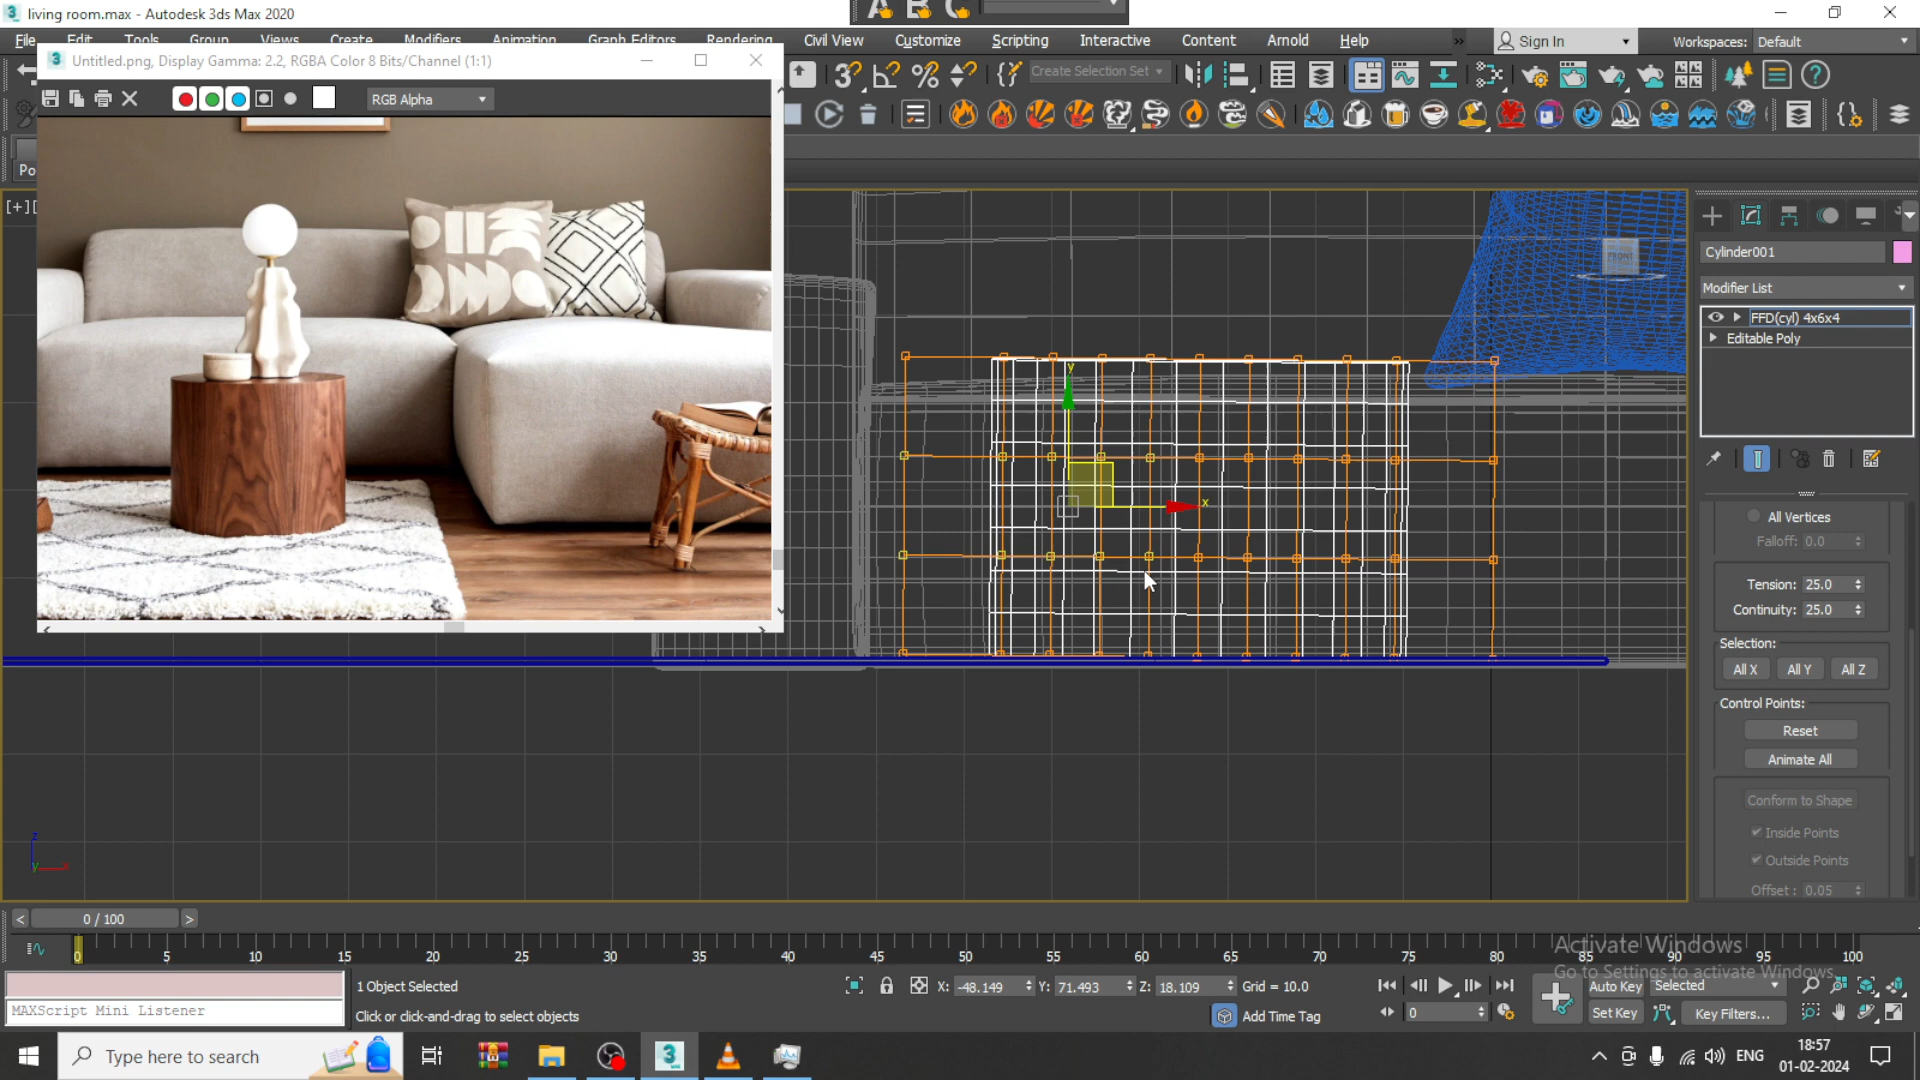 living room.max - Autodesk 3ds Max 2020
A B C
File Edit Tools Group Views Create Modifiers Animation Graph Editors Rendering Civil View Customize Scripting Interactive Content Arnold Help » Sign In Workspaces: Default
Untitled.png, Display Gamma: 2.2, RGBA Color 8 Bits/Channel (1:1)
Create Selection Set
RGB Alpha
Po
[+][
FRONT
Cylinder001
Modifier List
FFD(cyl) 4x6x4
Editable Poly
y
x
All Vertices
Falloff: 0.0
Tension: 25.0
Continuity: 25.0
Selection:
All X All Y All Z
Control Points:
Reset
Animate All
Conform to Shape
Inside Points
Outside Points
Offset : 0.05
z
y x
< 0 / 100 >
0 5 10 15 20 25 30 35 40 45 50 55 60 65 70 75 80 85 90 95 100
Activate Windows
Go to Settings to activate Windows.
1 Object Selected
X: -48.149 Y: 71.493 Z: 18.109 Grid = 10.0
Auto Key Selected
MAXScript Mini Listener
Click or click-and-drag to select objects
Add Time Tag
0
Set Key Key Filters...
Type here to search
3
ENG
18:57
01-02-2024